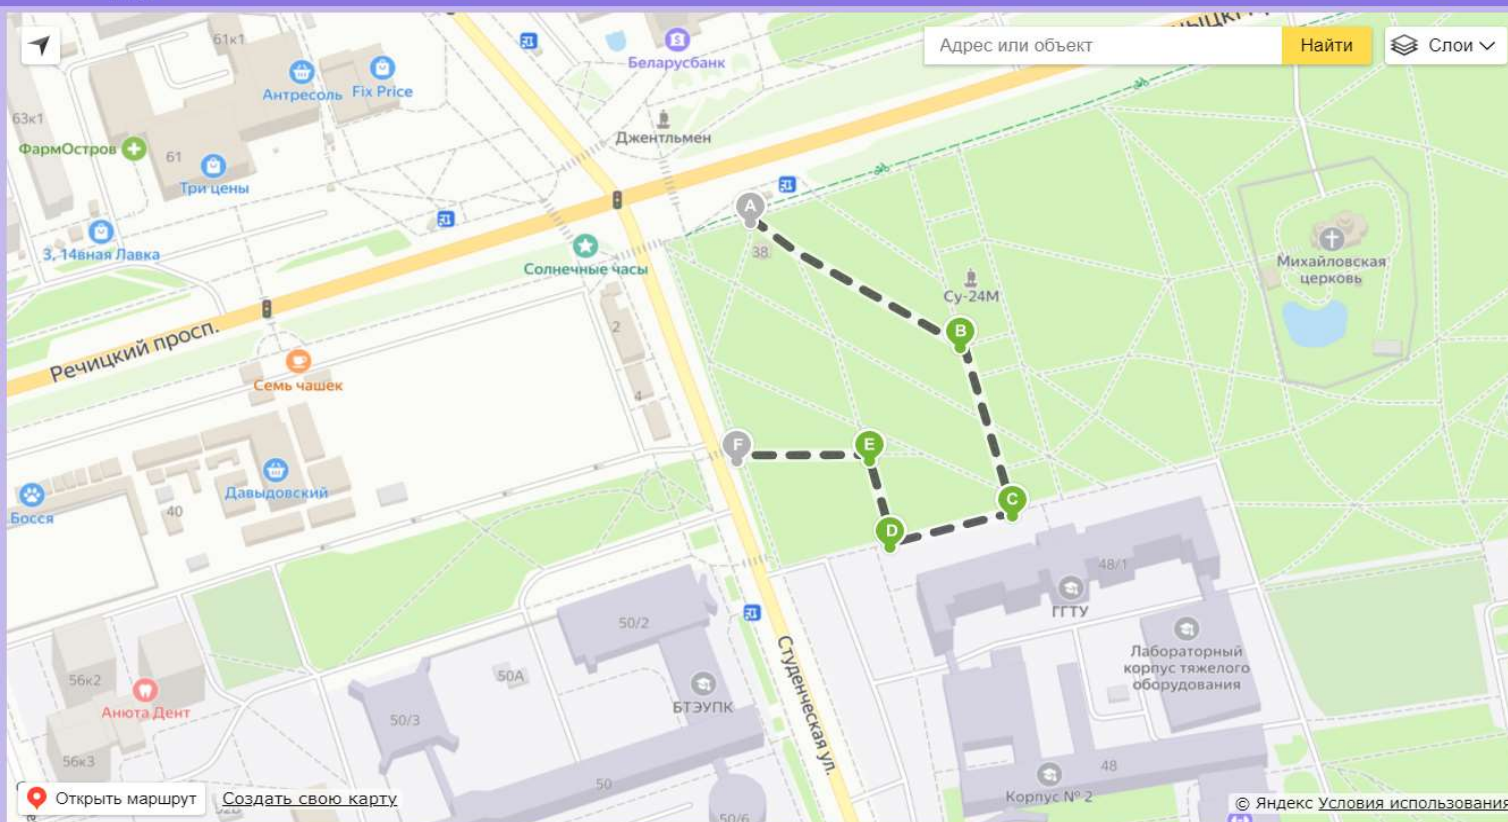 61к1
Беларусбанк
Адрес или объект
Найти
Слои
Антресоль
Fix Price
63к1
Джентльмен
ФармОстров
61
Три цены
A
3, 14вная Лавка
38
Солнечные часы
Михайловская
церковь
Су-24М
B
2
Речицкий просп.
Семь чашек
4
F
E
Давыдовский
Босся
40
C
D
48/1
ГГТУ
50/2
Студенческая ул.
Лабораторный
корпус тяжелого
оборудования
50А
56к2
БТЭУПК
Анюта Дент
50/3
56к3
48
50
Корпус № 2
Открыть маршрут
Создать свою карту
50/6
© Яндекс Условия использования